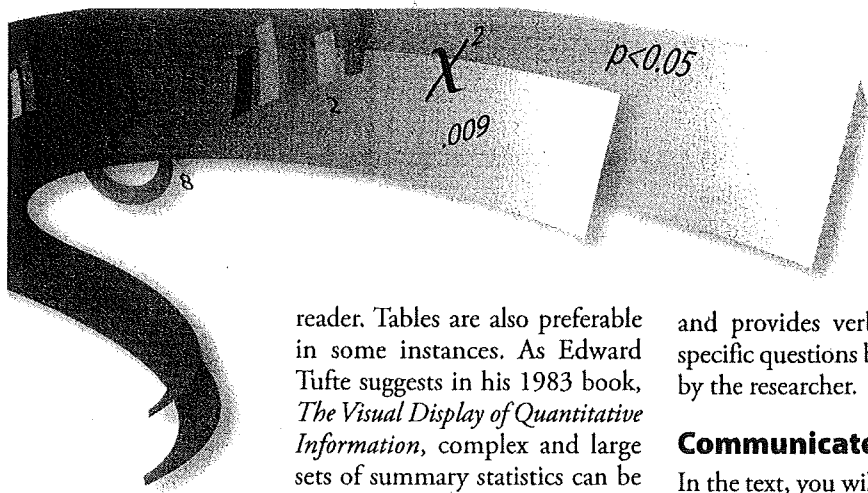 χ²
p<0.05
2
.009
8
reader. Tables are also preferable
in some instances. As Edward
Tufte suggests in his 1983 book,
The Visual Display of Quantitative
Information, complex and large
sets of summary statistics can be
and provides verb
specific questions b
by the researcher.
Communicate
In the text, you wil